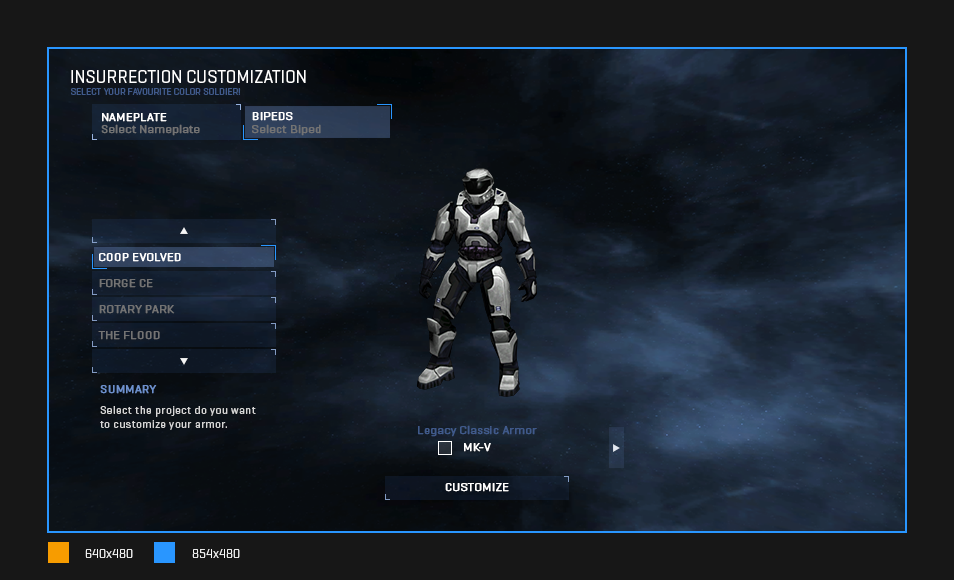 INSURRECTION CUSTOMIZATION
SELECT YOUR FAVOURITE COLOR SOLDIER!
NAMEPLATE
Select Nameplate
BIPEDS
Select Biped
COOP EVOLVED
FORGE CE
ROTARY PARK
THE FLOOD
SUMMARY
Select the project do you want
to customize your armor.
Legacy Classic Armor
MK-V
CUSTOMIZE
640x480
854x480